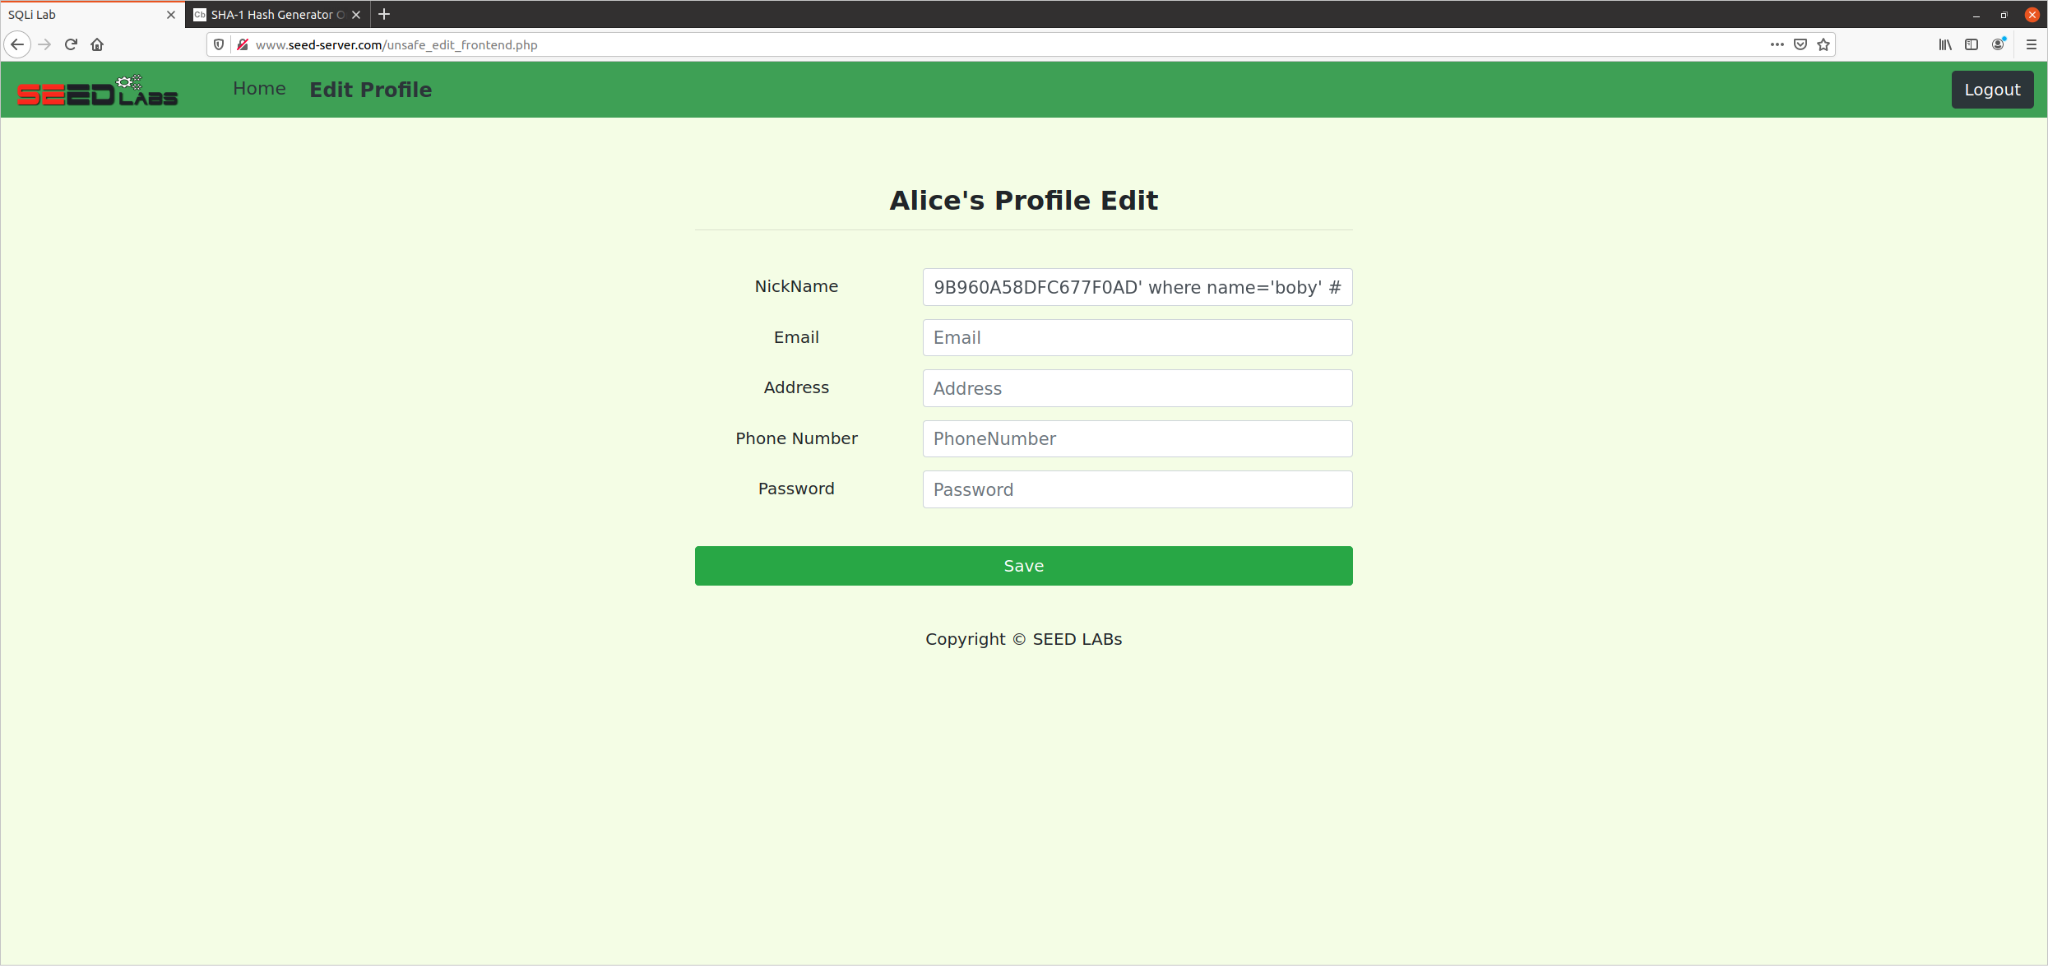 SQLi Lab
Cb SHA-1 Hash Generator
www.seed-server.com/unsafe_edit_frontend.php
SEED LABS
Home
Edit Profile
Logout
Alice's Profile Edit
NickName
9B960A58DFC677F0AD' where name='boby' #
Email
Email
Address
Address
Phone Number
PhoneNumber
Password
Password
Save
Copyright © SEED LABs